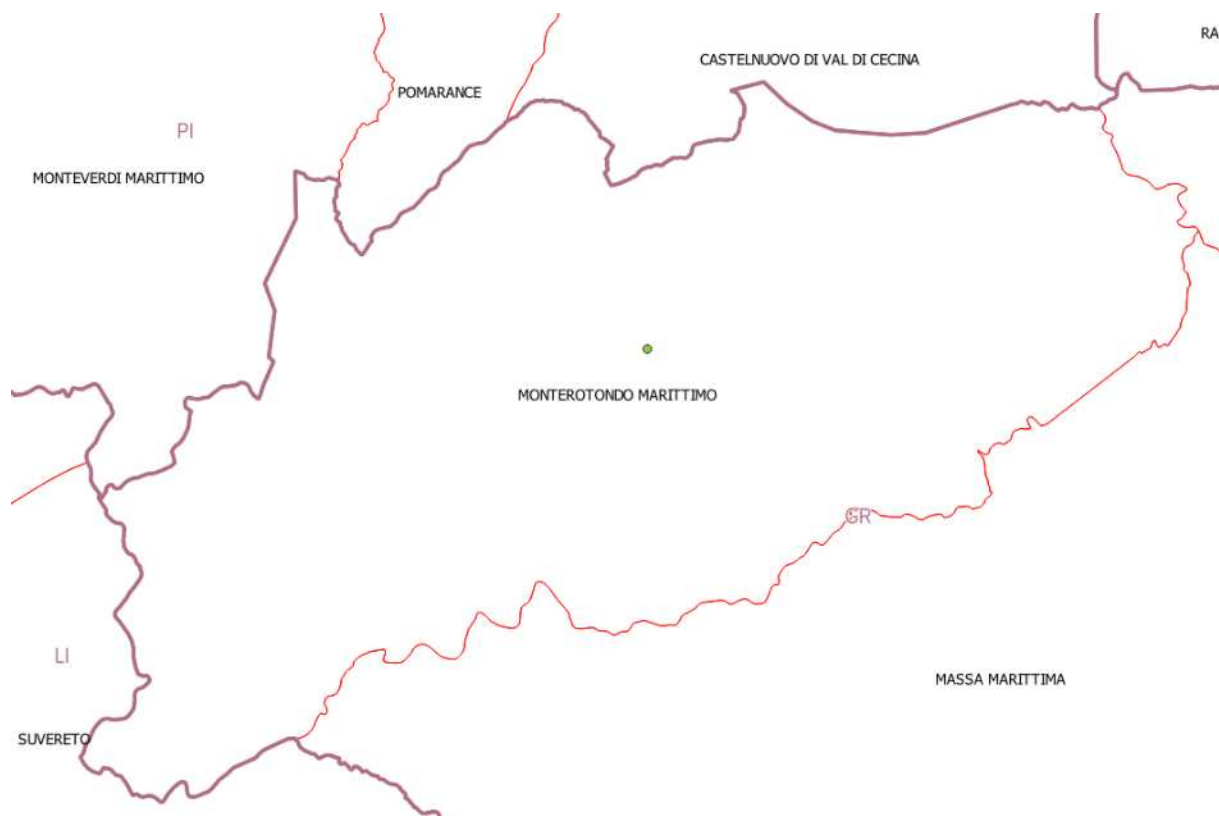 RA
CASTELNUOVO DI VAL DI CECINA
POMARANCE
PI
MONTEVERDI MARITTIMO
MONTEROTONDO MARITTIMO
GR
LI
MASSA MARITTIMA
SUVERETO